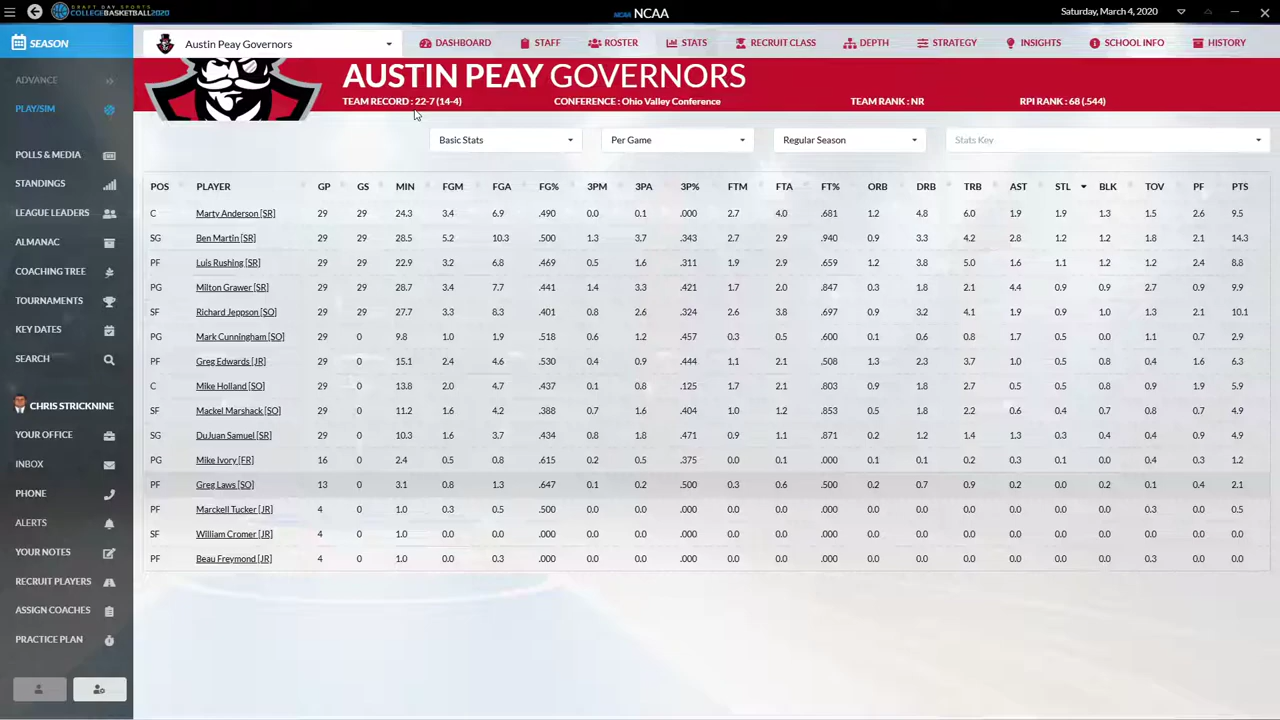 DRAFT DAY SPORTS
COLLEGE BASKETBALL 2020
NCAA NCAA
Saturday, March 4, 2020
SEASON
Austin Peay Governors
DASHBOARD STAFF ROSTER STATS RECRUIT CLASS DEPTH STRATEGY INSIGHTS SCHOOL INFO HISTORY
ADVANCE
PLAY/SIM
POLLS & MEDIA
STANDINGS
LEAGUE LEADERS
ALMANAC
COACHING TREE
TOURNAMENTS
KEY DATES
SEARCH
CHRIS STRICKNINE
YOUR OFFICE
INBOX
PHONE
ALERTS
YOUR NOTES
RECRUIT PLAYERS
ASSIGN COACHES
PRACTICE PLAN
AUSTIN PEAY GOVERNORS
TEAM RECORD : 22-7 (14-4) CONFERENCE : Ohio Valley Conference TEAM RANK : NR RPI RANK : 68 (.544)
Basic Stats Per Game Regular Season Stats Key
POS PLAYER GP GS MIN FGM FGA FG% 3PM 3PA 3P% FTM FTA FT% ORB DRB TRB AST STL BLK TOV PF PTS
C Marty Anderson [SR] 29 29 24.3 3.4 6.9 .490 0.0 0.1 .000 2.7 4.0 .681 1.2 4.8 6.0 1.9 1.9 1.3 1.5 2.6 9.5
SG Ben Martin [SR] 29 29 28.5 5.2 10.3 .500 1.3 3.7 .343 2.7 2.9 .940 0.9 3.3 4.2 2.8 1.2 1.2 1.8 2.1 14.3
PF Luis Rushing [SR] 29 29 22.9 3.2 6.8 .469 0.5 1.6 .311 1.9 2.9 .659 1.2 3.8 5.0 1.6 1.1 1.2 1.2 2.4 8.8
PG Milton Grawer [SR] 29 29 28.7 3.4 7.7 .441 1.4 3.3 .421 1.7 2.0 .847 0.3 1.8 2.1 4.4 0.9 0.9 2.7 0.9 9.9
SF Richard Jeppson [SO] 29 29 27.7 3.3 8.3 .401 0.8 2.6 .324 2.6 3.8 .697 0.9 3.2 4.1 1.9 0.9 1.0 1.3 2.1 10.1
PG Mark Cunningham [SO] 29 0 9.8 1.0 1.9 .518 0.6 1.2 .457 0.3 0.5 .600 0.1 0.6 0.8 1.7 0.5 0.0 1.1 0.7 2.9
PF Greg Edwards [JR] 29 0 15.1 2.4 4.6 .530 0.4 0.9 .444 1.1 2.1 .508 1.3 2.3 3.7 1.0 0.5 0.8 0.4 1.6 6.3
C Mike Holland [SO] 29 0 13.8 2.0 4.7 .437 0.1 0.8 .125 1.7 2.1 .803 0.9 1.8 2.7 0.5 0.5 0.8 0.9 1.9 5.9
SF Mackel Marshack [SO] 29 0 11.2 1.6 4.2 .388 0.7 1.6 .404 1.0 1.2 .853 0.5 1.8 2.2 0.6 0.4 0.7 0.8 0.7 4.9
SG DuJuan Samuel [SR] 29 0 10.3 1.6 3.7 .434 0.8 1.8 .471 0.9 1.1 .871 0.2 1.2 1.4 1.3 0.3 0.4 0.4 0.9 4.9
PG Mike Ivory [FR] 16 0 2.4 0.5 0.8 .615 0.2 0.5 .375 0.0 0.1 .000 0.1 0.1 0.2 0.3 0.1 0.0 0.4 0.3 1.2
PF Greg Laws [SO] 13 0 3.1 0.8 1.3 .647 0.1 0.2 .500 0.3 0.6 .500 0.2 0.7 0.9 0.2 0.0 0.2 0.1 0.4 2.1
PF Marckell Tucker [JR] 4 0 1.0 0.3 0.5 .500 0.0 0.0 .000 0.0 0.0 .000 0.0 0.0 0.0 0.0 0.0 0.0 0.3 0.0 0.5
SF William Cromer [JR] 4 0 1.0 0.0 0.0 .000 0.0 0.0 .000 0.0 0.0 .000 0.0 0.0 0.0 0.0 0.0 0.0 0.0 0.0 0.0
PF Beau Freymond [JR] 4 0 1.0 0.0 0.3 .000 0.0 0.0 .000 0.0 0.0 .000 0.0 0.0 0.0 0.0 0.0 0.0 0.3 0.0 0.0